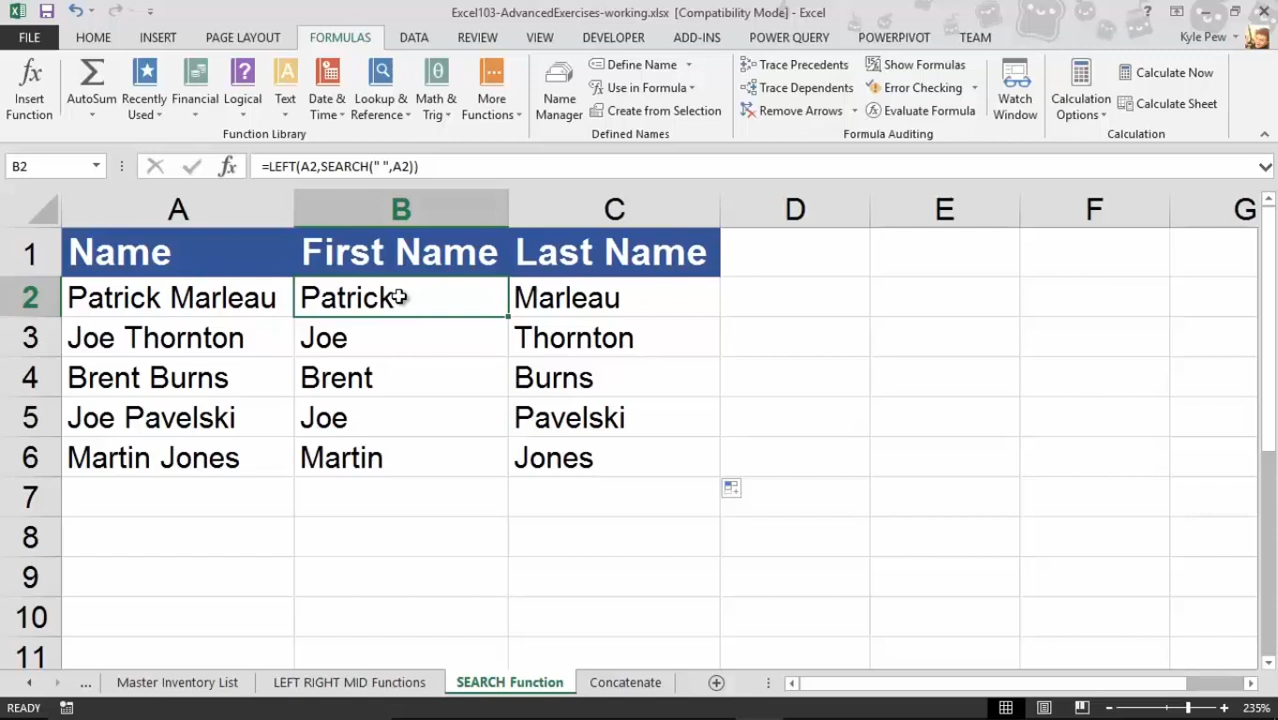 Excel103-AdvancedExercises-working.xlsx [Compatibility Mode] - Excel
FILE HOME INSERT PAGE LAYOUT FORMULAS DATA REVIEW VIEW DEVELOPER ADD-INS POWER QUERY POWERPIVOT TEAM Kyle Pew
Insert Function
AutoSum
Recently Used
Financial
Logical
Text
Date & Time
Lookup & Reference
Math & Trig
More Functions
Function Library
Name Manager
Define Name
Use in Formula
Create from Selection
Defined Names
Trace Precedents
Trace Dependents
Remove Arrows
Show Formulas
Error Checking
Evaluate Formula
Formula Auditing
Watch Window
Calculation Options
Calculate Now
Calculate Sheet
Calculation
B2 fx =LEFT(A2,SEARCH(" ",A2))
A B C D E F G
1 Name First Name Last Name
2 Patrick Marleau Patrick Marleau
3 Joe Thornton Joe Thornton
4 Brent Burns Brent Burns
5 Joe Pavelski Joe Pavelski
6 Martin Jones Martin Jones
7
8
9
10
11
... Master Inventory List LEFT RIGHT MID Functions SEARCH Function Concatenate
READY 235%